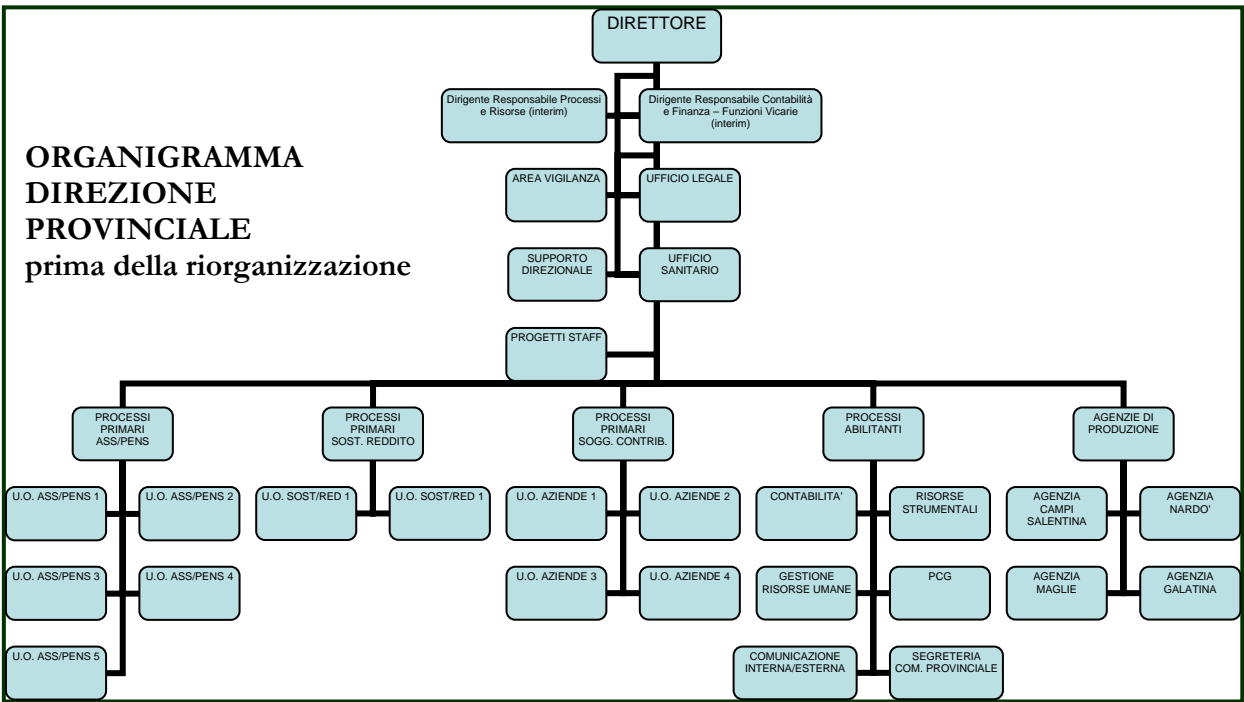 DIRETTORE
Dirigente Responsabile Processi
e Risorse (interim)
Dirigente Responsabile Contabilità
e Finanza – Funzioni Vicarie
(interim)
ORGANIGRAMMA
DIREZIONE
PROVINCIALE
prima della riorganizzazione
AREA VIGILANZA
UFFICIO LEGALE
SUPPORTO
DIREZIONALE
UFFICIO
SANITARIO
PROGETTI STAFF
PROCESSI
PRIMARI
ASS/PENS
PROCESSI
PRIMARI
SOST. REDDITO
PROCESSI
PRIMARI
SOGG. CONTRIB.
PROCESSI
ABILITANTI
AGENZIE DI
PRODUZIONE
U.O. ASS/PENS 1
U.O. ASS/PENS 2
U.O. SOST/RED 1
U.O. SOST/RED 1
U.O. AZIENDE 1
U.O. AZIENDE 2
CONTABILITA'
RISORSE
STRUMENTALI
AGENZIA
CAMPI
SALENTINA
AGENZIA
NARDO'
U.O. ASS/PENS 3
U.O. ASS/PENS 4
U.O. AZIENDE 3
U.O. AZIENDE 4
GESTIONE
RISORSE UMANE
PCG
AGENZIA
MAGLIE
AGENZIA
GALATINA
U.O. ASS/PENS 5
COMUNICAZIONE
INTERNA/ESTERNA
SEGRETERIA
COM. PROVINCIALE